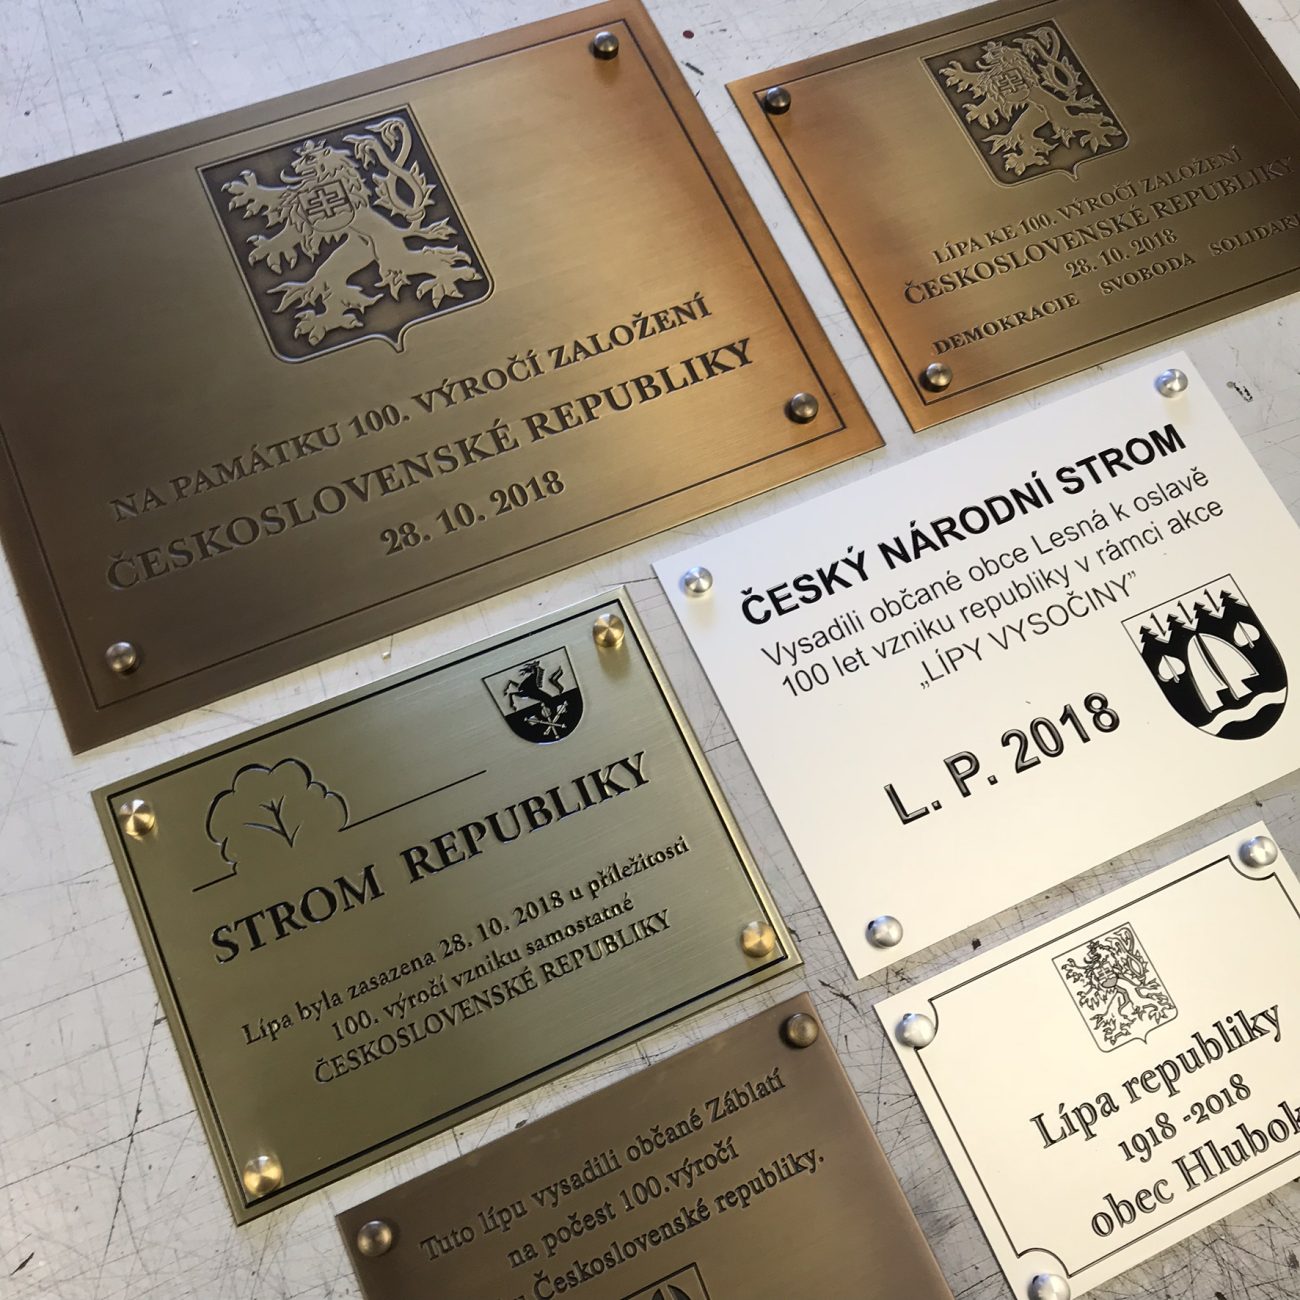 NA PAMÁTKU 100. VÝROČÍ ZALOŽENÍ
ČESKOSLOVENSKÉ REPUBLIKY
28. 10. 2018
LÍPA KE 100. VÝROČÍ ZALOŽENÍ
ČESKOSLOVENSKÉ REPUBLIKY
28. 10. 2018
DEMOKRACIE SVOBODA
ČESKÝ NÁRODNÍ STROM
Vysadili občané obce Lesná k oslavě
100 let vzniku republiky v rámci akce
„LÍPY VYSOČINY”
L. P. 2018
STROM REPUBLIKY
Lípa byla zasazena 28. 10. 2018 u příležitosti
100. výročí vzniku samostatné
ČESKOSLOVENSKÉ REPUBLIKY
Lípa republiky
1918 -2018
obec
Tuto lípu vysadili občané Záblatí
na počest 100.výročí
Československé republiky.